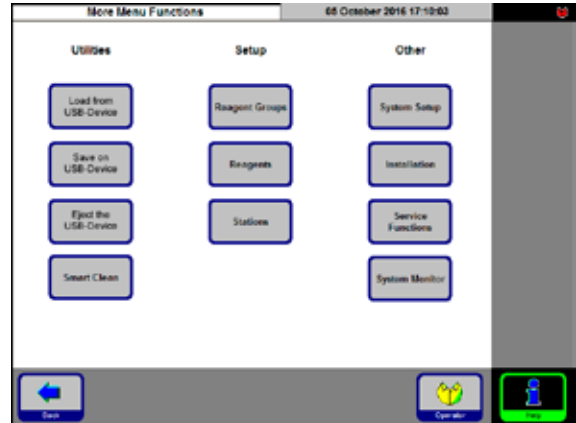 More Menu Functions
05 October 2016 17:10:03
Utilities
Setup
Other
Load from
USB-Device
Reagent Groups
System Setup
Save on
USB-Device
Reagents
Installation
Eject the
USB-Device
Stations
Service
Functions
Smart Clean
System Monitor
Back
Operator
Help